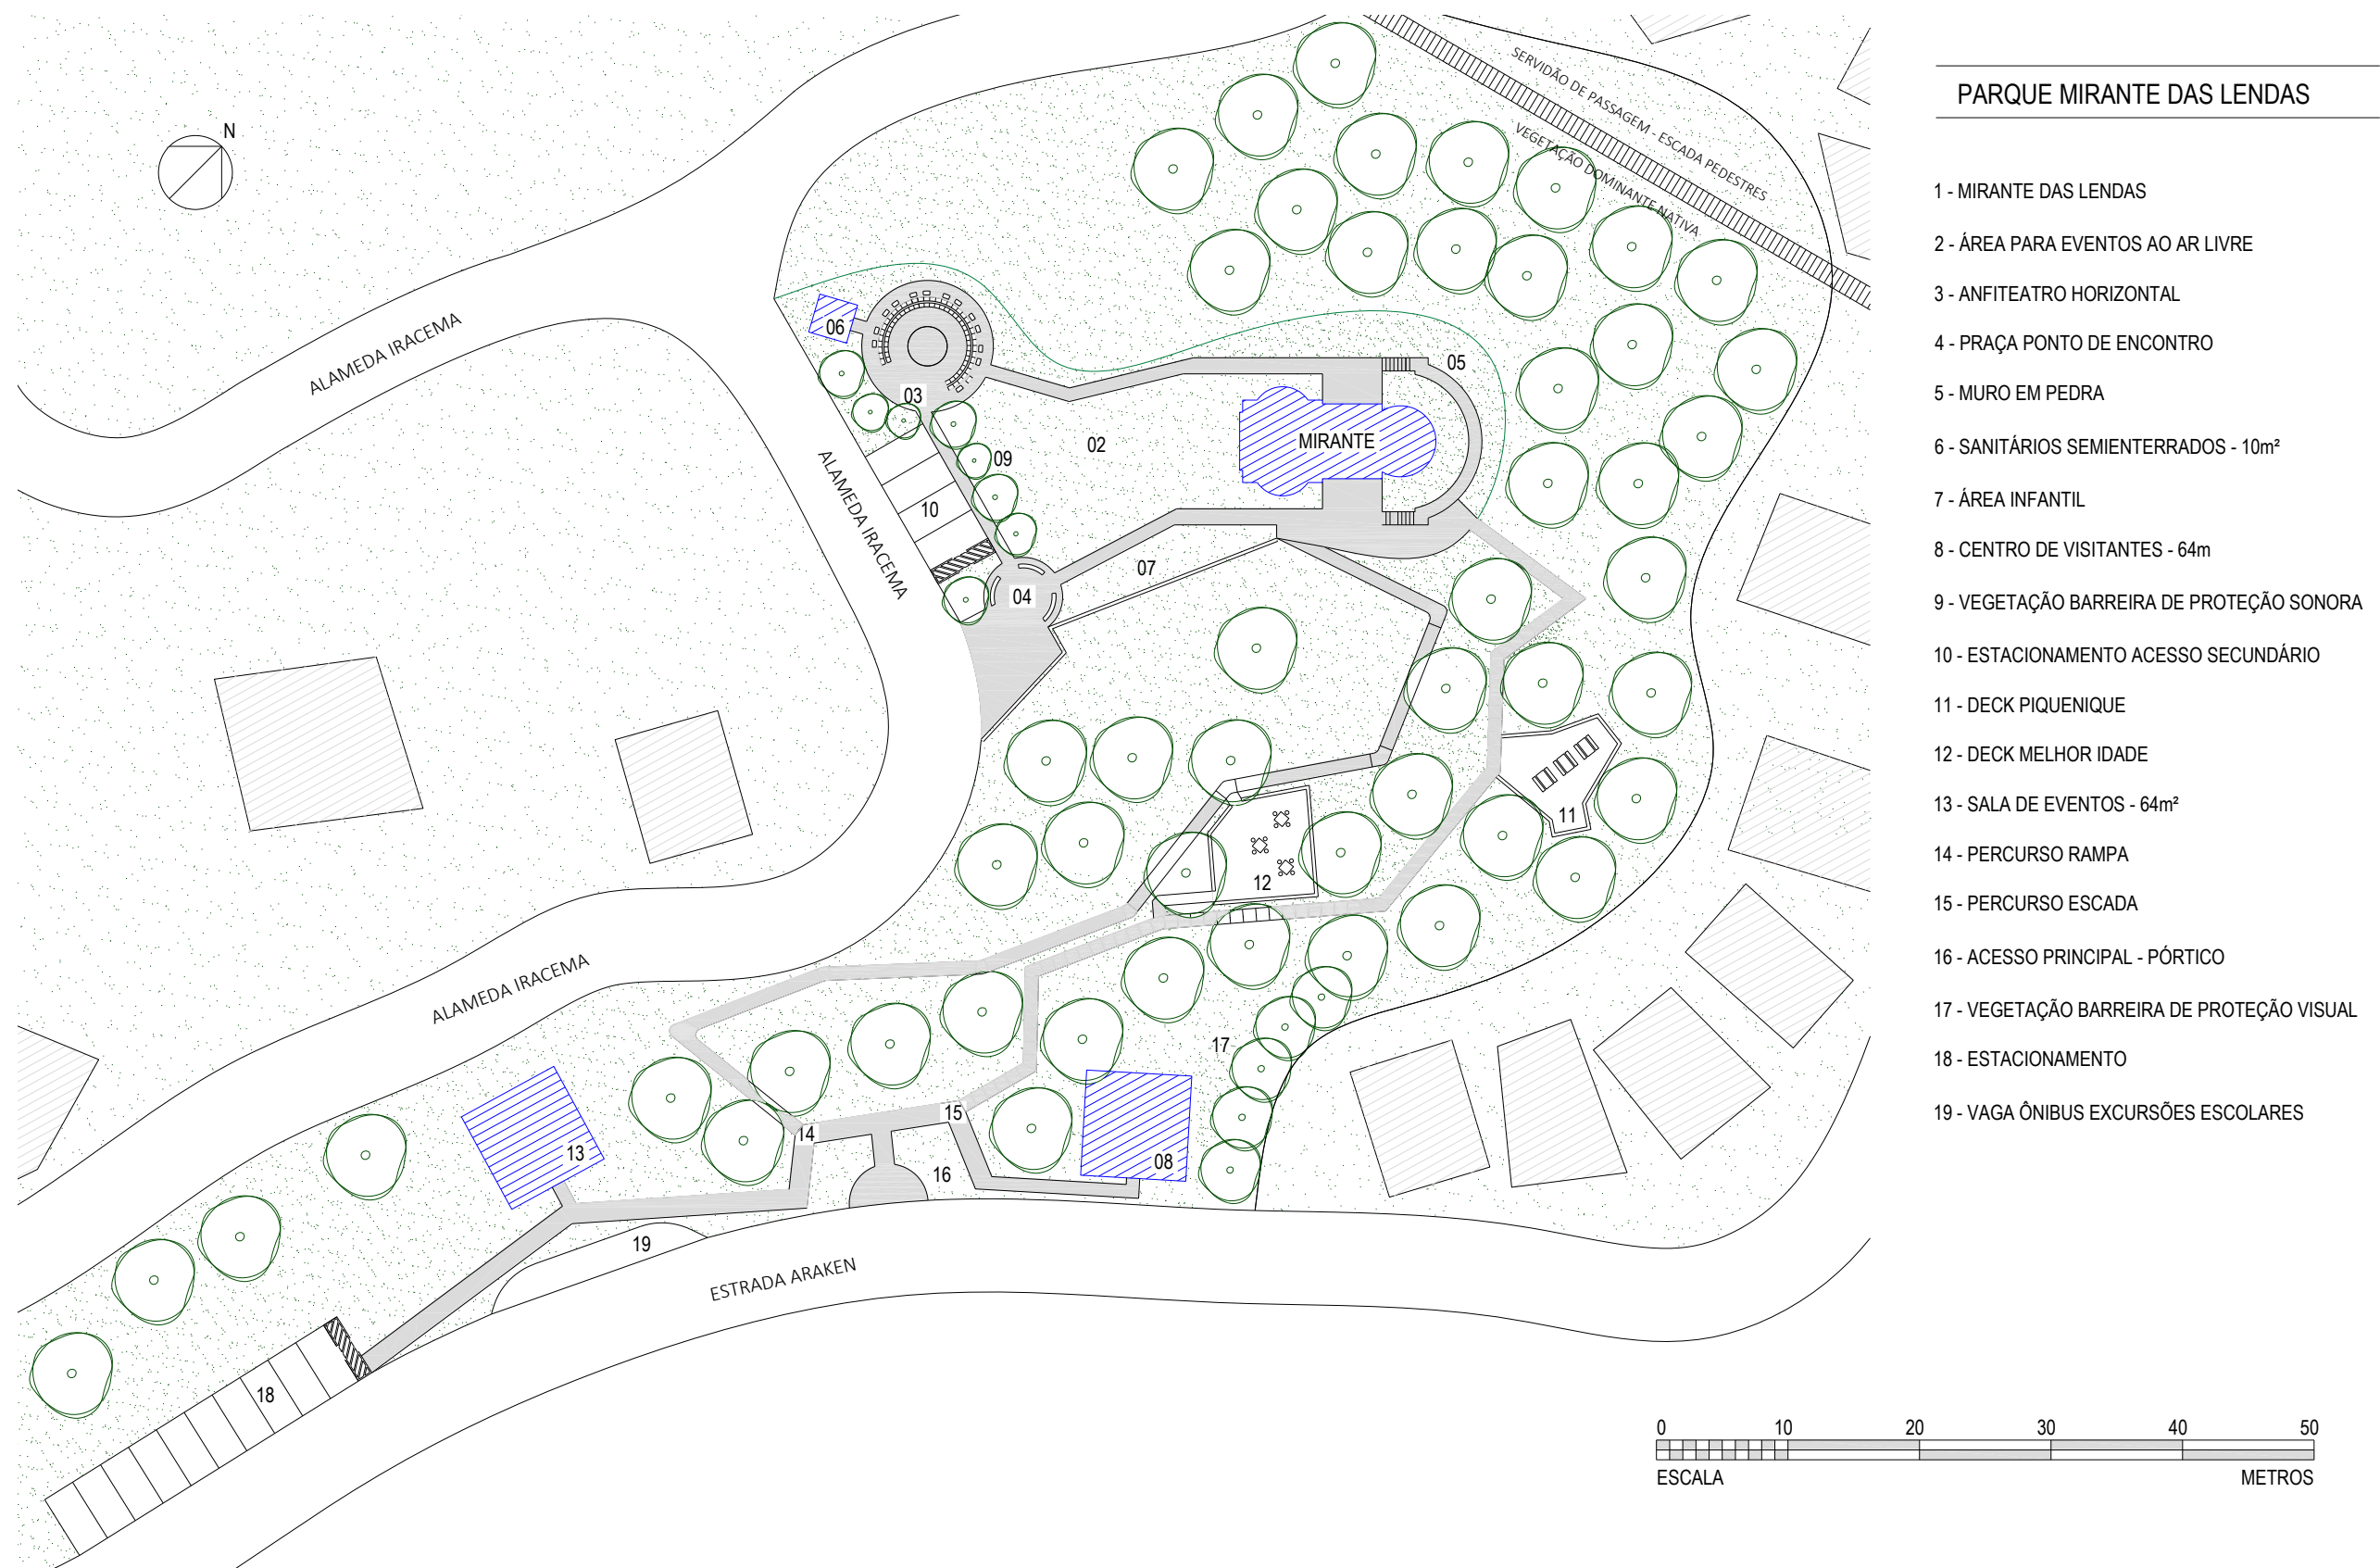 PARQUE MIRANTE DAS LENDAS
1 - MIRANTE DAS LENDAS
2 - ÁREA PARA EVENTOS AO AR LIVRE
3 - ANFITEATRO HORIZONTAL
4 - PRAÇA PONTO DE ENCONTRO
5 - MURO EM PEDRA
6 - SANITÁRIOS SEMIENTERRADOS - 10m²
7 - ÁREA INFANTIL
8 - CENTRO DE VISITANTES - 64m
9 - VEGETAÇÃO BARREIRA DE PROTEÇÃO SONORA
10 - ESTACIONAMENTO ACESSO SECUNDÁRIO
11 - DECK PIQUENIQUE
12 - DECK MELHOR IDADE
13 - SALA DE EVENTOS - 64m²
14 - PERCURSO RAMPA
15 - PERCURSO ESCADA
16 - ACESSO PRINCIPAL - PÓRTICO
17 - VEGETAÇÃO BARREIRA DE PROTEÇÃO VISUAL
18 - ESTACIONAMENTO
19 - VAGA ÔNIBUS EXCURSÕES ESCOLARES
N
SERVIDÃO DE PASSAGEM - ESCADA PEDESTRES
VEGETAÇÃO DOMINANTE NATIVA
ALAMEDA IRACEMA
06
03
05
02
MIRANTE
09
10
ALAMEDA IRACEMA
07
04
11
12
ALAMEDA IRACEMA
17
15
14
13
08
16
19
ESTRADA ARAKEN
18
0 10 20 30 40 50
ESCALA METROS